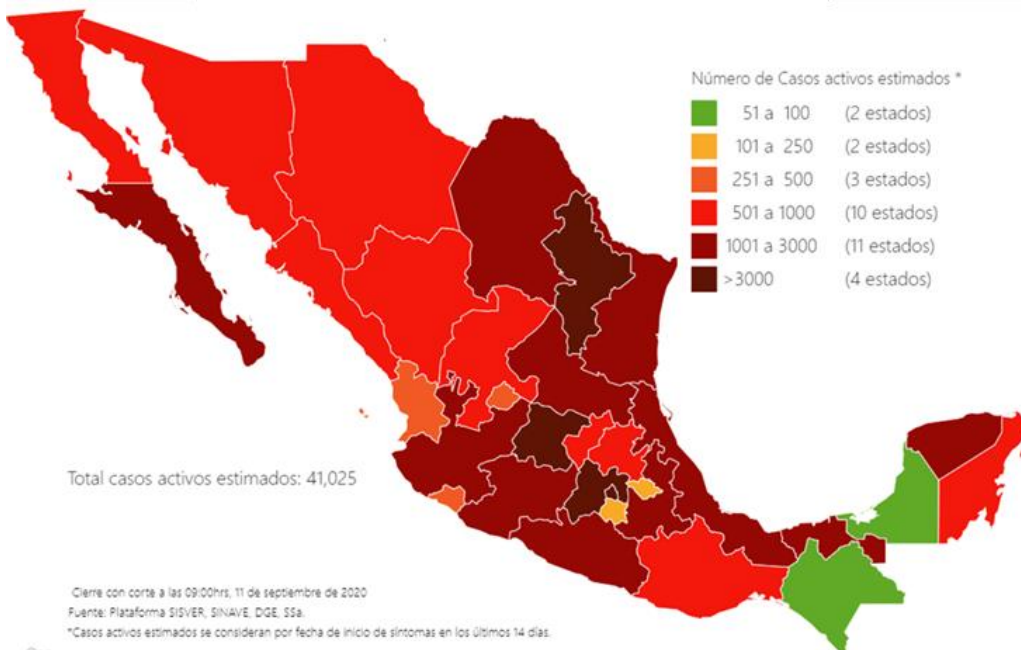 Número de Casos activos estimados *
51 a 100 (2 estados)
101 a 250 (2 estados)
251 a 500 (3 estados)
501 a 1000 (10 estados)
1001 a 3000 (11 estados)
>3000 (4 estados)
Total casos activos estimados: 41,025
Cierre con corte a las 09:00hrs, 11 de septiembre de 2020
Fuente: Plataforma SISVER, SINAVE, DGE, SSa.
*Casos activos estimados se consideran por fecha de inicio de síntomas en los últimos 14 días.